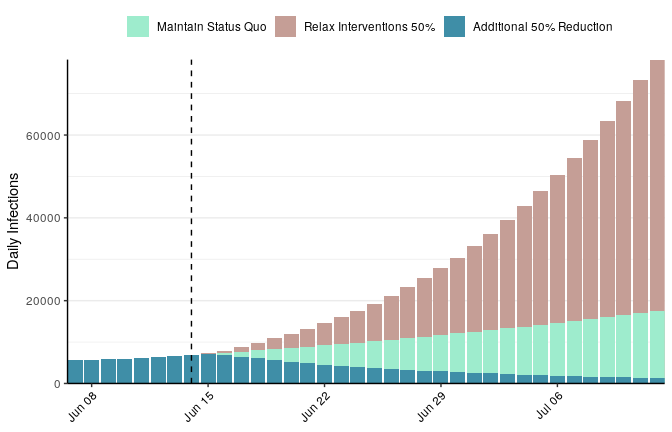 Maintain Status Quo Relax Interventions 50% Additional 50% Reduction
Daily Infections
60000
40000
20000
0
Jun 08 Jun 15 Jun 22 Jun 29 Jul 06